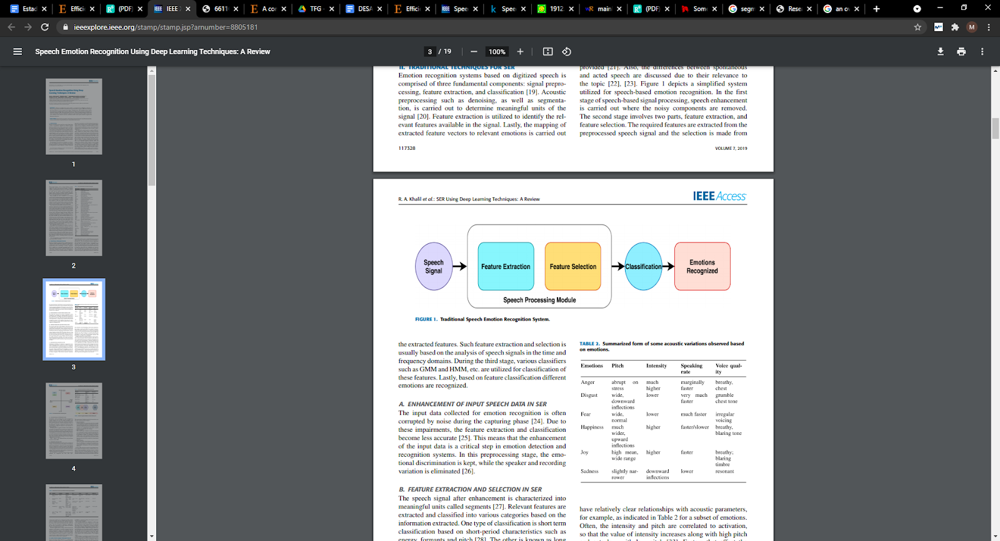 Estad
Effici
(PDF)
IEEE
6611
A cor
TFG -
DESA
Effici
Spee
Spee
1912.
main
(PDF)
Som
segm
Rese
an ov
ieeexplore.ieee.org/stamp/stamp.jsp?arnumber=8805181
M
Speech Emotion Recognition Using Deep Learning Techniques: A Review
3 / 19
100%
1
2
3
4
II. TRADITIONAL TECHNIQUES FOR SER
Emotion recognition systems based on digitized speech is
comprised of three fundamental components: signal prepro-
cessing, feature extraction, and classification [19]. Acoustic
preprocessing such as denoising, as well as segmenta-
tion, is carried out to determine meaningful units of the
signal [20]. Feature extraction is utilized to identify the rel-
evant features available in the signal. Lastly, the mapping of
extracted feature vectors to relevant emotions is carried out
provided [21]. Also, the differences between spontaneous
and acted speech are discussed due to their relevance to
the topic [22], [23]. Figure 1 depicts a simplified system
utilized for speech-based emotion recognition. In the first
stage of speech-based signal processing, speech enhancement
is carried out where the noisy components are removed.
The second stage involves two parts, feature extraction, and
feature selection. The required features are extracted from the
preprocessed speech signal and the selection is made from
117328
VOLUME 7, 2019
R. A. Khalil et al.: SER Using Deep Learning Techniques: A Review
IEEE Access
Speech
Signal
Feature Extraction
Feature Selection
Speech Processing Module
Classification
Emotions
Recognized
FIGURE 1. Traditional Speech Emotion Recognition System.
the extracted features. Such feature extraction and selection is
usually based on the analysis of speech signals in the time and
frequency domains. During the third stage, various classifiers
such as GMM and HMM, etc. are utilized for classification of
these features. Lastly, based on feature classification different
emotions are recognized.
A. ENHANCEMENT OF INPUT SPEECH DATA IN SER
The input data collected for emotion recognition is often
corrupted by noise during the capturing phase [24]. Due to
these impairments, the feature extraction and classification
become less accurate [25]. This means that the enhancement
of the input data is a critical step in emotion detection and
recognition systems. In this preprocessing stage, the emo-
tional discrimination is kept, while the speaker and recording
variation is eliminated [26].
B. FEATURE EXTRACTION AND SELECTION IN SER
The speech signal after enhancement is characterized into
meaningful units called segments [27]. Relevant features are
extracted and classified into various categories based on the
information extracted. One type of classification is short term
classification based on short-period characteristics such as
energy, formants and pitch [28]. The other is known as long
TABLE 2. Summarized form of some acoustic variations observed based
on emotions.
Emotions Pitch Intensity Speaking Voice qual-
rate ity
Anger abrupt on much marginally breathy,
stress higher faster chest
Disgust wide, lower very much grumble
downward faster chest tone
inflections
Fear wide, lower much faster irregular
normal voicing
Happiness much higher faster/slower breathy,
wider, blaring tone
upward
inflections
Joy high mean, higher faster breathy;
wide range blaring
timbre
Sadness slightly nar- downward lower resonant
rower inflections
have relatively clear relationships with acoustic parameters,
for example, as indicated in Table 2 for a subset of emotions.
Often, the intensity and pitch are correlated to activation,
so that the value of intensity increases along with high pitch